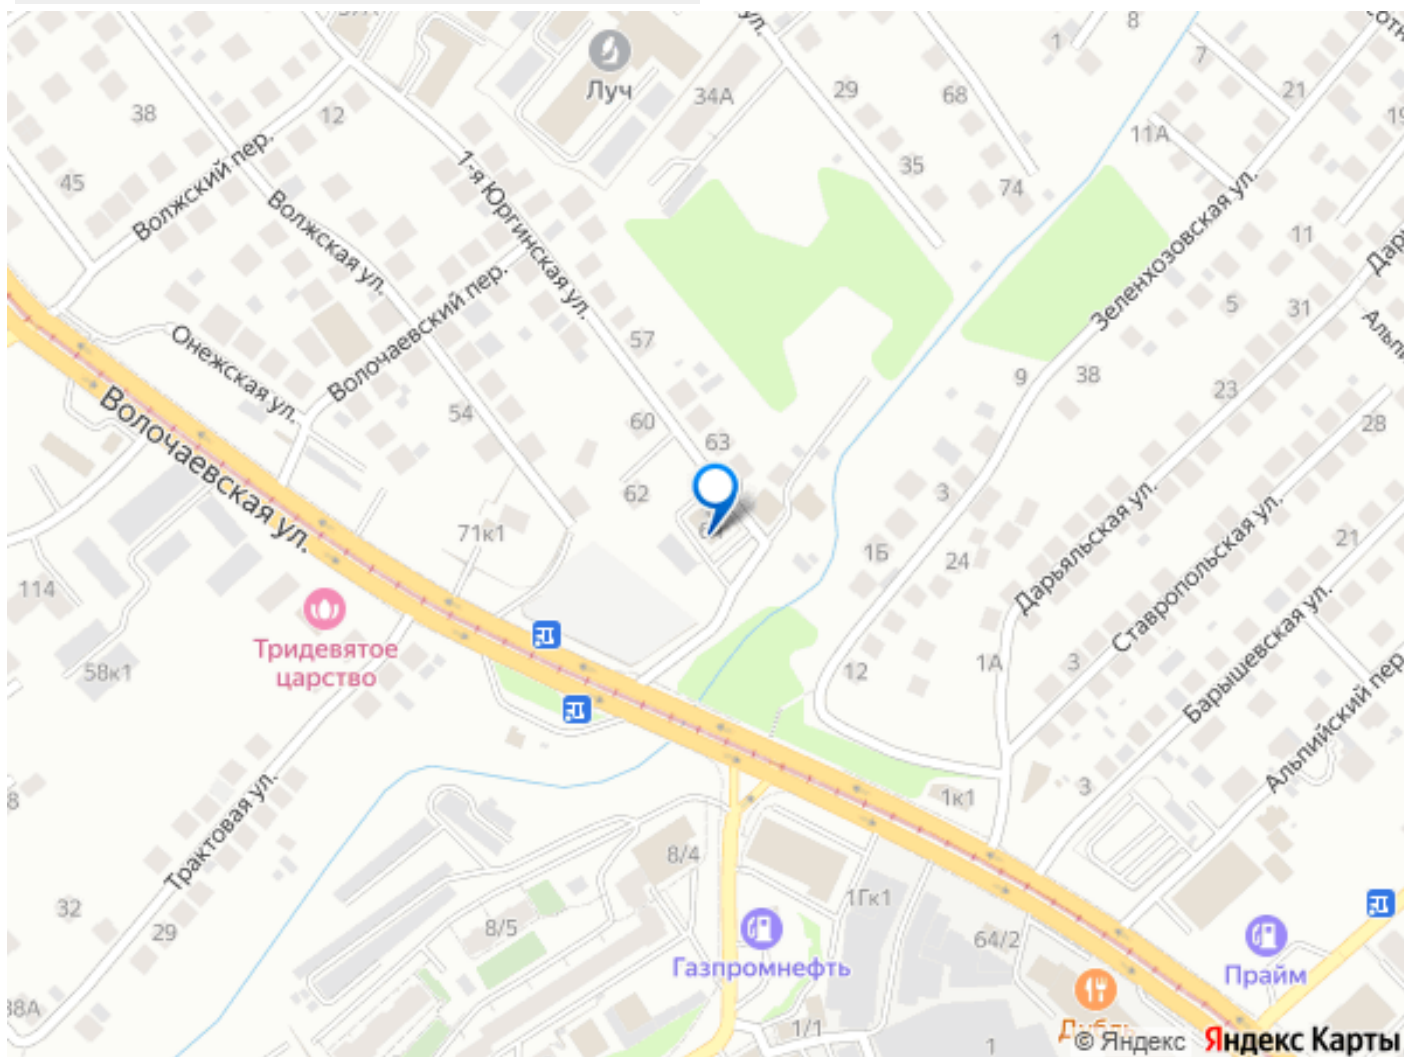 8
1
7
Луч
34А
29
68
21
38
12
11А
35
74
45
Волжский пер.
1-я Юргинская ул.
Волжская ул.
Зеленхозовская ул.
11
5
31
Волочаевский пер.
57
Онежская ул.
9
38
23
54
60
63
28
Волочаевская ул.
62
3
71к1
1Б
24
21
Дарьяльская ул.
Ставропольская ул.
114
Тридевятое
царство
58к1
12
1А
3
Барышевская ул.
Альпийский пер.
1к1
3
Трактовая ул.
8/4
1Гк1
32
29
8/5
64/2
Газпромнефть
Прайм
1/1
1
© Яндекс
Яндекс Карты